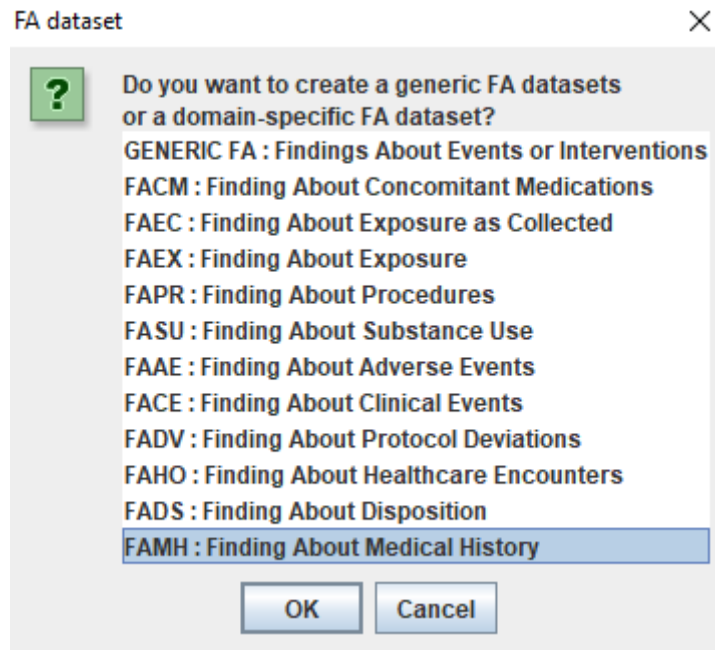 FA dataset
Do you want to create a generic FA datasets
or a domain-specific FA dataset?
GENERIC FA : Findings About Events or Interventions
FACM : Finding About Concomitant Medications
FAEC : Finding About Exposure as Collected
FAEX : Finding About Exposure
FAPR : Finding About Procedures
FASU : Finding About Substance Use
FAAE : Finding About Adverse Events
FACE : Finding About Clinical Events
FADV : Finding About Protocol Deviations
FAHO : Finding About Healthcare Encounters
FADS : Finding About Disposition
FAMH : Finding About Medical History
OK Cancel